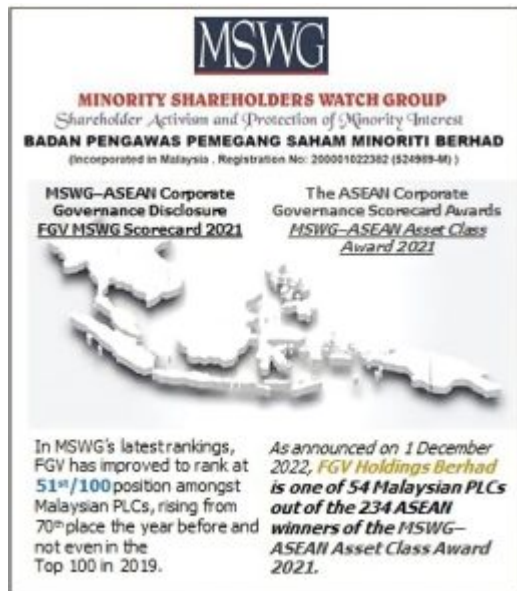 MSWG
MINORITY SHAREHOLDERS WATCH GROUP
Shareholder Activism and Protection of Minority Interest
BADAN PENGAWAS PEMEGANG SAHAM MINORITI BERHAD
(Incorporated in Malaysia . Registration No: 200001022382 (524989-M) )
MSWG–ASEAN Corporate
Governance Disclosure
FGV MSWG Scorecard 2021
The ASEAN Corporate
Governance Scorecard Awards
MSWG–ASEAN Asset Class
Award 2021
In MSWG's latest rankings,
FGV has improved to rank at
51st/100 position amongst
Malaysian PLCs, rising from
70th place the year before and
not even in the
Top 100 in 2019.
As announced on 1 December
2022, FGV Holdings Berhad
is one of 54 Malaysian PLCs
out of the 234 ASEAN
winners of the MSWG–
ASEAN Asset Class Award
2021.